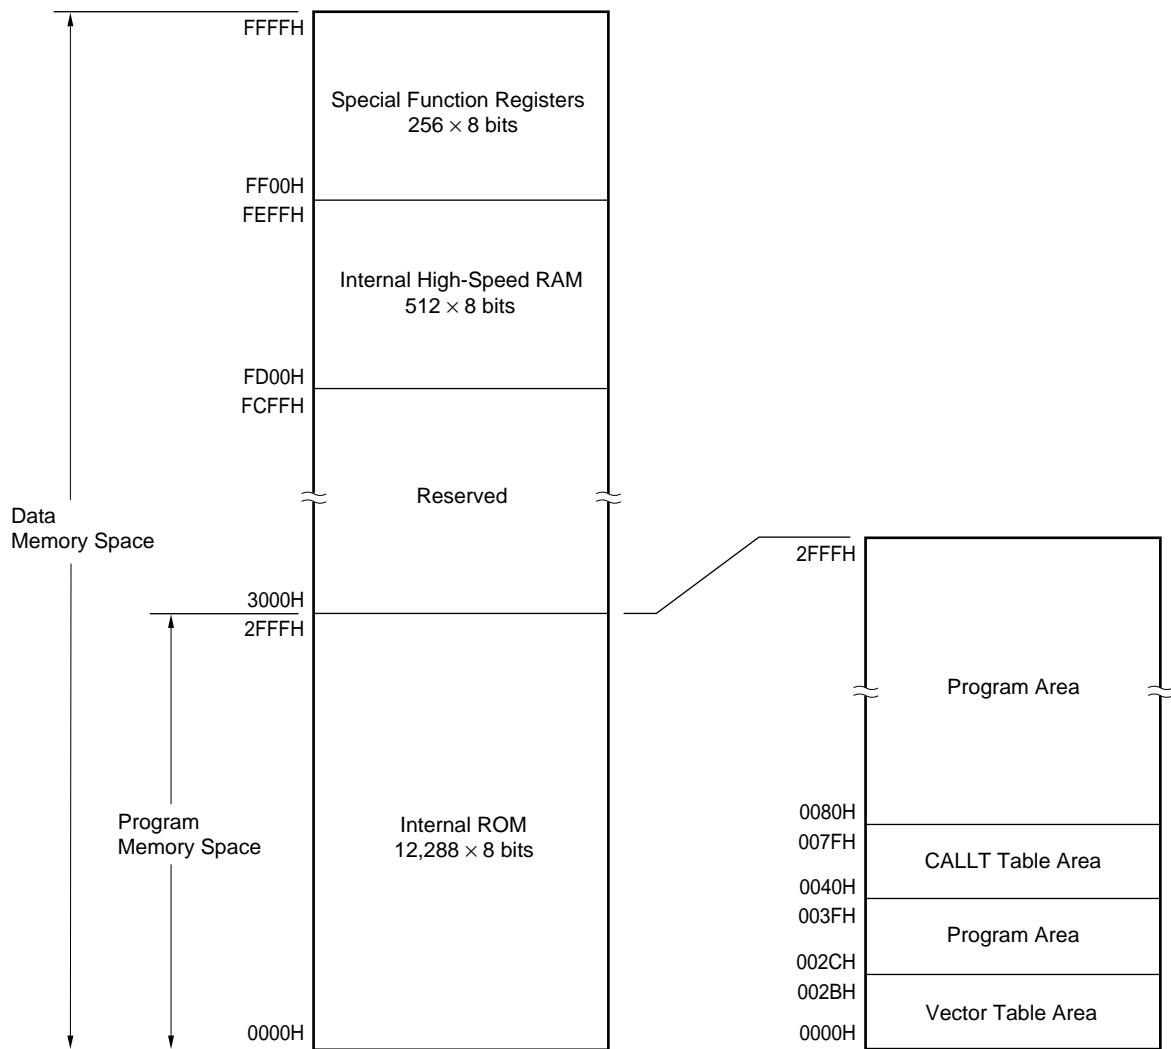 FFFFH
Special Function Registers
256 × 8 bits
FF00H
FEFFH
Internal High-Speed RAM
512 × 8 bits
FD00H
FCFFH
Reserved
Data
Memory Space
3000H
2FFFH
Program
Memory Space
Internal ROM
12,288 × 8 bits
0000H
2FFFH
Program Area
0080H
007FH
CALLT Table Area
0040H
003FH
Program Area
002CH
002BH
Vector Table Area
0000H